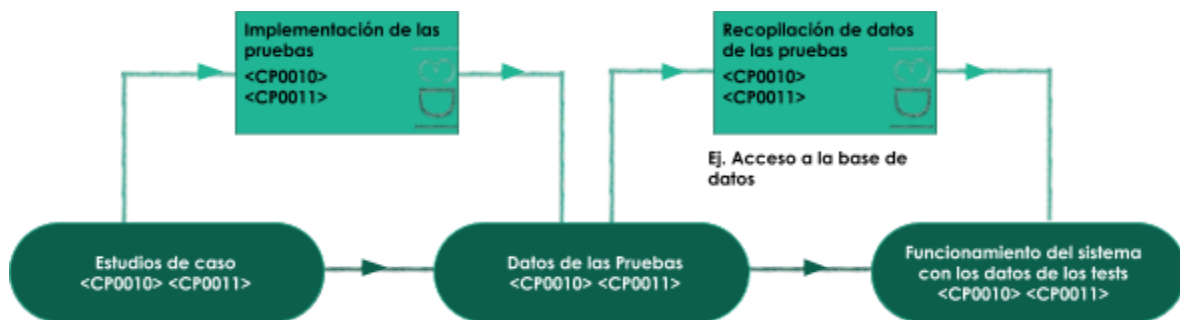 Implementación de las
pruebas
<CP0010>
<CP0011>
Recopilación de datos
de las pruebas
<CP0010>
<CP0011>
Ej. Acceso a la base de
datos
Estudios de caso
<CP0010> <CP0011>
Datos de las Pruebas
<CP0010> <CP0011>
Funcionamiento del sistema
con los datos de los tests
<CP0010> <CP0011>